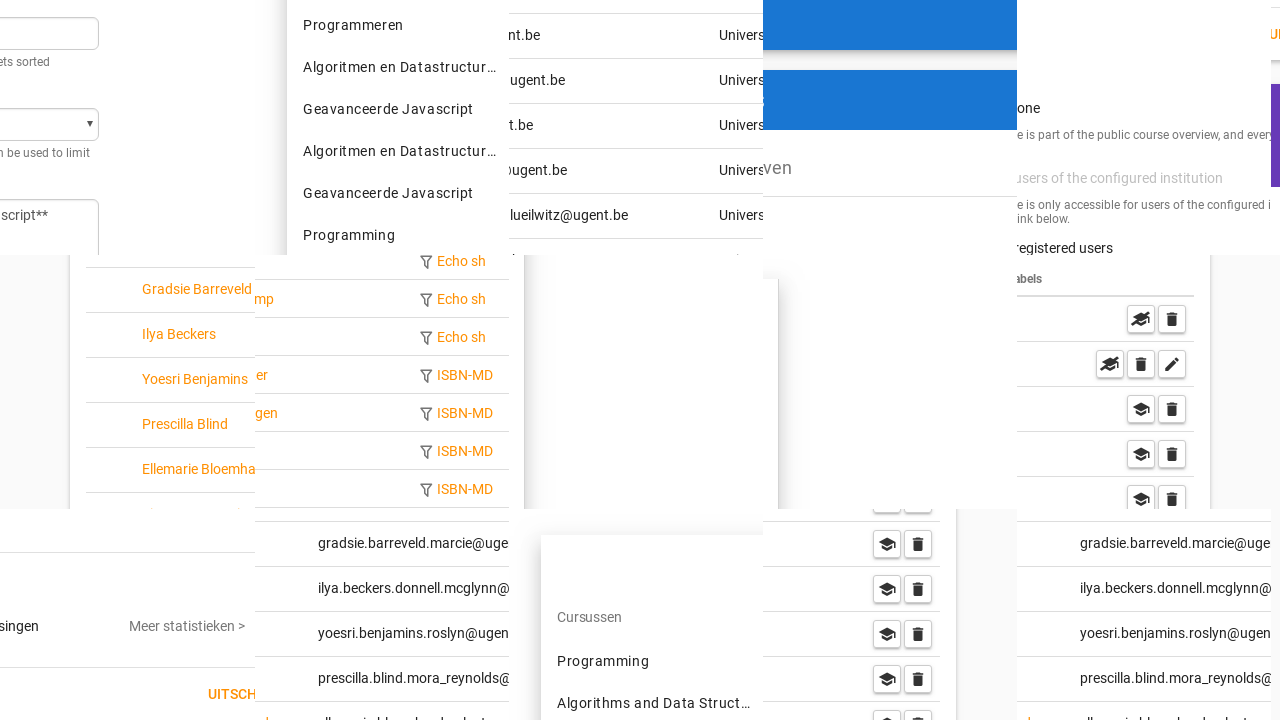 ets sorted
n be used to limit
script**
Programmeren
Algoritmen en Datastructur…
Geavanceerde Javascript
Algoritmen en Datastructur…
Geavanceerde Javascript
Programming
nt.be Univers
ugent.be Univers
t.be Univers
ugent.be Univers
lueilwitz@ugent.be Univers
ven
one
e is part of the public course overview, and every
users of the configured institution
e is only accessible for users of the configured i
ink below.
registered users
Gradsie Barreveld
Ilya Beckers
Yoesri Benjamins
Prescilla Blind
Ellemarie Bloemha
Echo sh
mp Echo sh
Echo sh
er ISBN-MD
gen ISBN-MD
ISBN-MD
ISBN-MD
abels
singen Meer statistieken >
UITSCH
gradsie.barreveld.marcie@uge
ilya.beckers.donnell.mcglynn@
yoesri.benjamins.roslyn@ugen
prescilla.blind.mora_reynolds@
Cursussen
Programming
Algorithms and Data Struct…
gradsie.barreveld.marcie@uge
ilya.beckers.donnell.mcglynn@
yoesri.benjamins.roslyn@ugen
prescilla.blind.mora_reynolds@